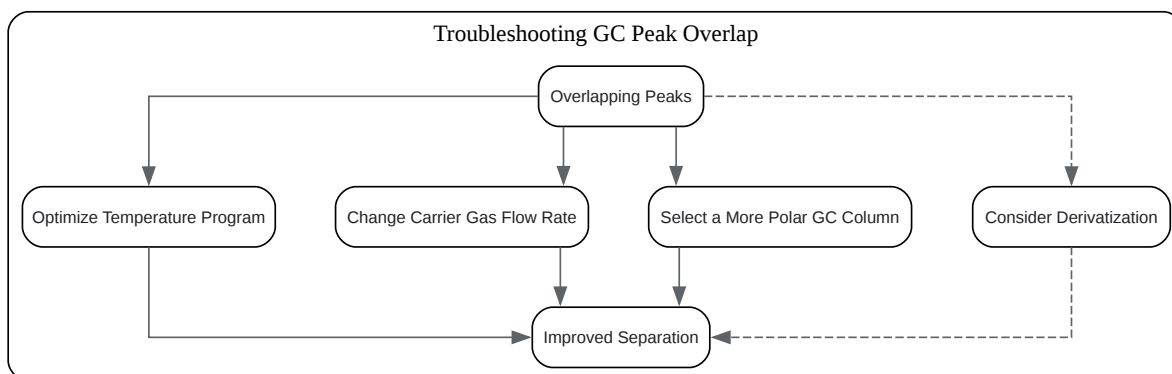 Troubleshooting GC Peak Overlap
Overlapping Peaks
Optimize Temperature Program
Change Carrier Gas Flow Rate
Select a More Polar GC Column
Consider Derivatization
Improved Separation